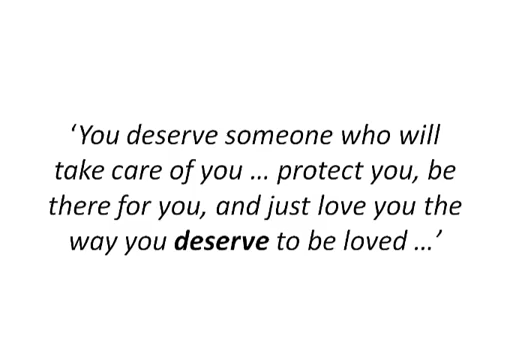 ‘You deserve someone who will
take care of you ... protect you, be
there for you, and just love you the
way you deserve to be loved ...’